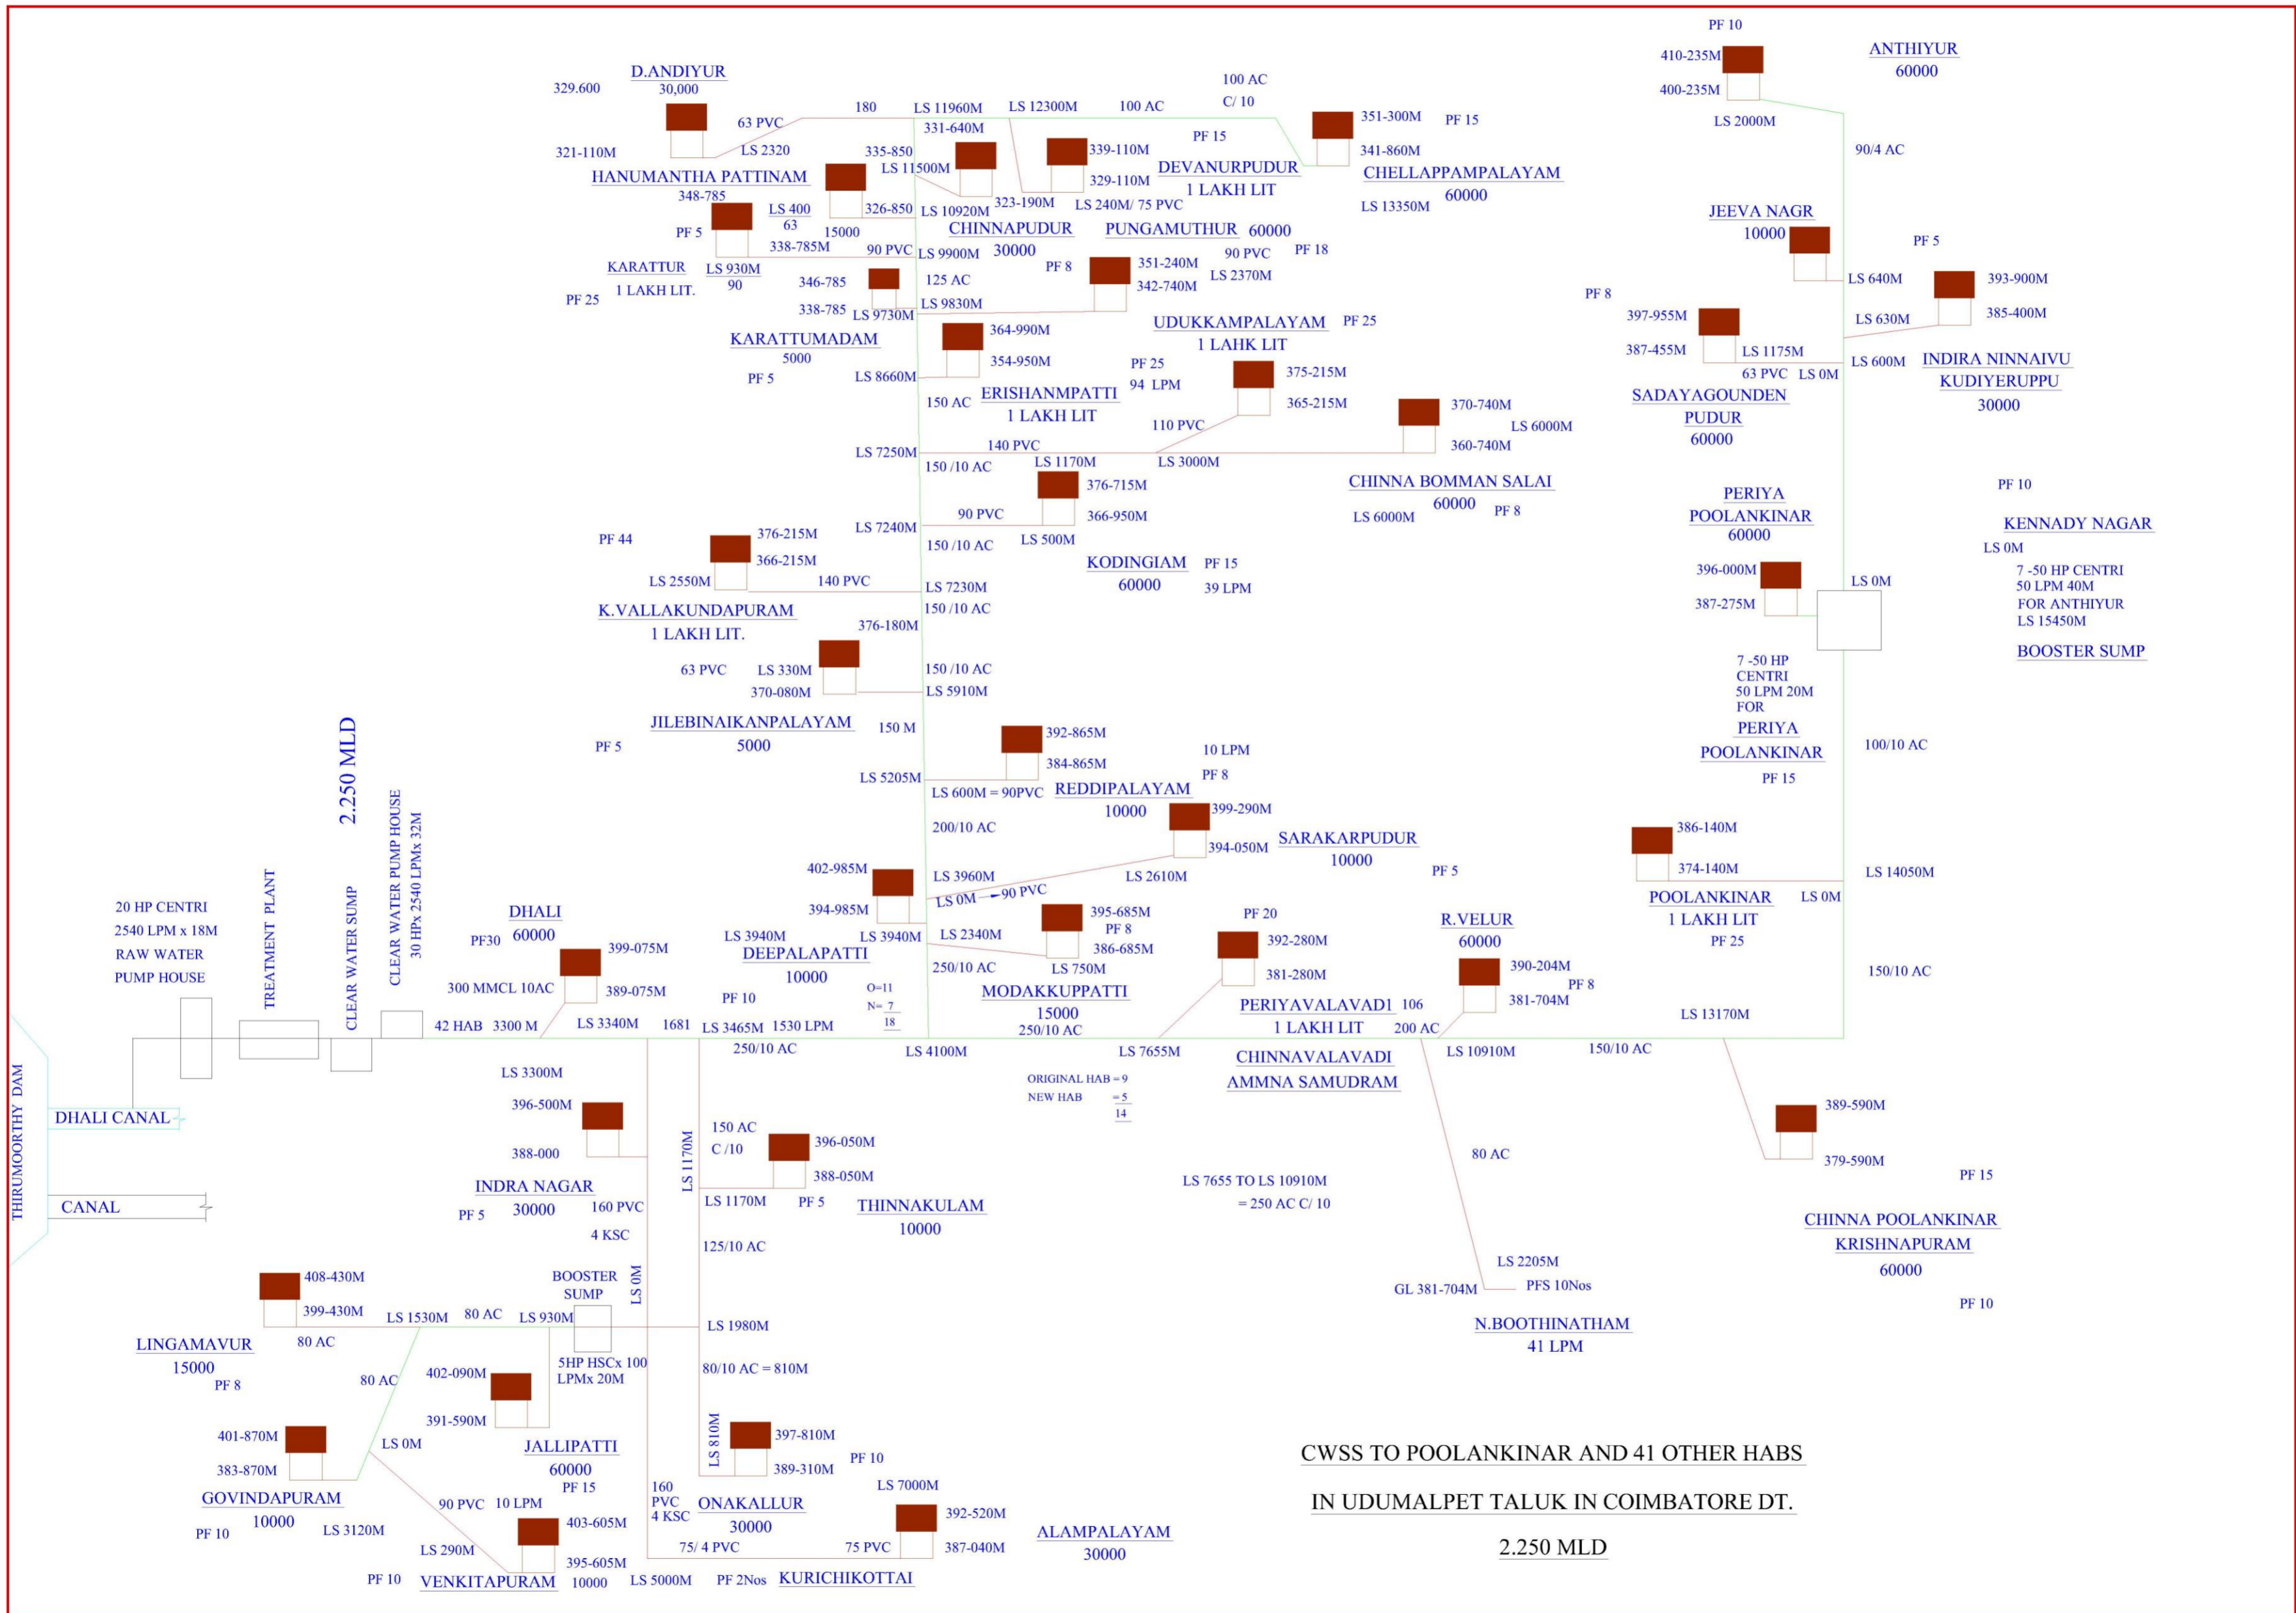 PF 10
410-235M
400-235M
ANTHIYUR
60000
LS 2000M
90/4 AC
D.ANDIYUR
30,000
329.600
321-110M
63 PVC
LS 2320
180
LS 11960M
LS 12300M
100 AC
100 AC
C/ 10
331-640M
PF 15
351-300M
PF 15
341-860M
CHELLAPPAMPALAYAM
60000
LS 13350M
HANUMANTHA PATTINAM
335-850
LS 11500M
326-850
LS 400
63
15000
339-110M
329-110M
DEVANURPUDUR
1 LAKH LIT
323-190M
LS 240M/ 75 PVC
LS 10920M
CHINNAPUDUR
30000
348-785
PF 5
338-785M
90 PVC
LS 9900M
KARATTUR
1 LAKH LIT.
LS 930M
90
PF 25
PUNGAMUTHUR 60000
90 PVC
PF 18
LS 2370M
PF 8
351-240M
342-740M
125 AC
346-785
338-785
LS 9830M
LS 9730M
KARATTUMADAM
5000
PF 5
364-990M
354-950M
LS 8660M
150 AC
ERISHANMPATTI
1 LAKH LIT
PF 25
94 LPM
UDUKKAMPALAYAM PF 25
1 LAHK LIT
375-215M
365-215M
110 PVC
370-740M
LS 6000M
360-740M
LS 7250M
140 PVC
150 /10 AC
LS 1170M
LS 3000M
CHINNA BOMMAN SALAI
60000
LS 6000M
PF 8
376-715M
366-950M
LS 7240M
90 PVC
LS 500M
150 /10 AC
KODINGIAM
60000
PF 15
39 LPM
PF 44
376-215M
366-215M
LS 2550M
140 PVC
LS 7230M
150 /10 AC
K.VALLAKUNDAPURAM
1 LAKH LIT.
376-180M
63 PVC
LS 330M
370-080M
150 /10 AC
LS 5910M
JILEBINAIKANPALAYAM
5000
PF 5
150 M
392-865M
384-865M
LS 5205M
LS 600M = 90PVC
REDDIPALAYAM
10000
10 LPM
PF 8
200/10 AC
399-290M
394-050M
SARAKARPUDUR
10000
PF 5
LS 2610M
LS 3960M
LS 0M
90 PVC
402-985M
394-985M
LS 3940M
LS 3940M
DEEPALAPATTI
10000
PF 10
LS 2340M
395-685M
PF 8
386-685M
LS 750M
250/10 AC
MODAKKUPPATTI
15000
250/10 AC
O=11
N= 7
18
JEEVA NAGR
10000
LS 640M
PF 5
393-900M
385-400M
LS 630M
INDIRA NINNAIVU
KUDIYERUPPU
30000
PF 8
397-955M
387-455M
LS 1175M
63 PVC
LS 0M
LS 600M
SADAYAGOUNDEN
PUDUR
60000
PERIYA
POOLANKINAR
60000
396-000M
387-275M
LS 0M
PF 10
KENNADY NAGAR
LS 0M
7 -50 HP CENTRI
50 LPM 40M
FOR ANTHIYUR
LS 15450M
BOOSTER SUMP
7 -50 HP
CENTRI
50 LPM 20M
FOR
PERIYA
POOLANKINAR
PF 15
100/10 AC
386-140M
374-140M
POOLANKINAR
1 LAKH LIT
PF 25
LS 0M
LS 14050M
150/10 AC
LS 13170M
PF 20
392-280M
381-280M
PERIYAVALAVAD1
1 LAKH LIT
106
200 AC
CHINNAVALAVADI
AMMNA SAMUDRAM
R.VELUR
60000
390-204M
PF 8
381-704M
LS 10910M
150/10 AC
2.250 MLD
CLEAR WATER PUMP HOUSE
30 HPx 2540 LPMx 32M
CLEAR WATER SUMP
TREATMENT PLANT
20 HP CENTRI
2540 LPM x 18M
RAW WATER
PUMP HOUSE
DHALI
60000
PF30
399-075M
389-075M
300 MMCL 10AC
42 HAB 3300 M
LS 3340M
1681
LS 3465M
1530 LPM
250/10 AC
LS 4100M
LS 7655M
ORIGINAL HAB = 9
NEW HAB = 5
14
THIRUMOORTHY DAM
DHALI CANAL
CANAL
LS 3300M
396-500M
388-000
INDRA NAGAR
30000
PF 5
160 PVC
4 KSC
LS 1170M
150 AC
C /10
396-050M
388-050M
LS 1170M
PF 5
THINNAKULAM
10000
125/10 AC
LS 7655 TO LS 10910M
= 250 AC C/ 10
80 AC
LS 2205M
GL 381-704M
PFS 10Nos
N.BOOTHINATHAM
41 LPM
389-590M
379-590M
PF 15
CHINNA POOLANKINAR
KRISHNAPURAM
60000
PF 10
408-430M
399-430M
LINGAMAVUR
15000
PF 8
80 AC
LS 1530M
80 AC
LS 930M
BOOSTER
SUMP
LS 0M
LS 1980M
5HP HSCx 100
LPMx 20M
80/10 AC = 810M
80 AC
402-090M
391-590M
JALLIPATTI
60000
PF 15
401-870M
383-870M
GOVINDAPURAM
10000
PF 10
LS 3120M
LS 0M
90 PVC
10 LPM
403-605M
395-605M
LS 290M
PF 10
VENKITAPURAM 10000
LS 810M
397-810M
389-310M
PF 10
160
PVC
4 KSC
ONAKALLUR
30000
LS 7000M
392-520M
387-040M
75/ 4 PVC
75 PVC
LS 5000M
PF 2Nos
KURICHIKOTTAI
ALAMPALAYAM
30000
CWSS TO POOLANKINAR AND 41 OTHER HABS
IN UDUMALPET TALUK IN COIMBATORE DT.
2.250 MLD